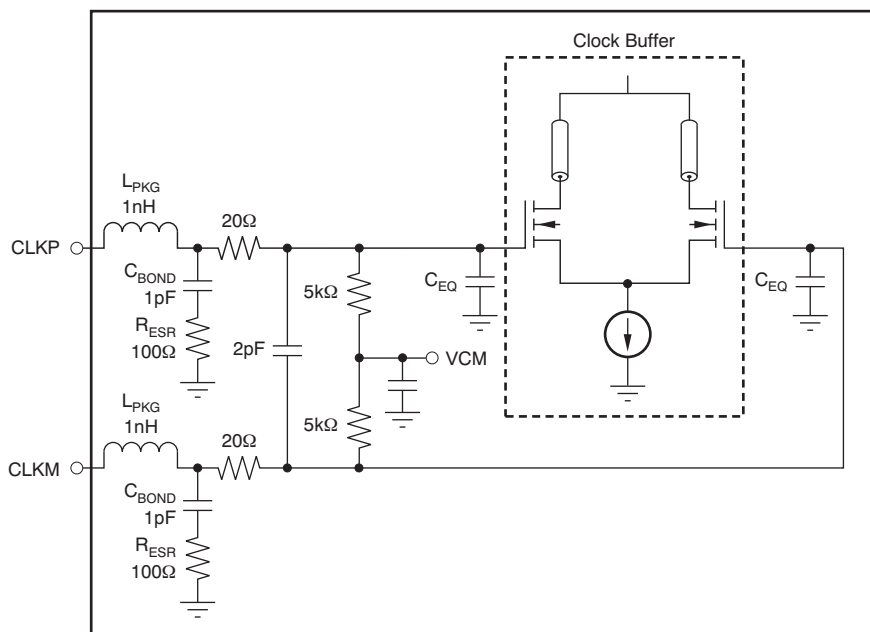 Clock Buffer
LPKG
1nH
20Ω
CLKP
CBOND
1pF
5kΩ
CEQ
CEQ
RESR
100Ω
2pF
VCM
LPKG
1nH
20Ω
5kΩ
CLKM
CBOND
1pF
RESR
100Ω